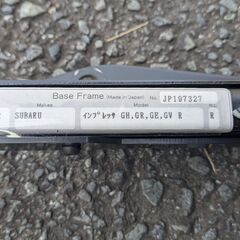 Base Frame (Made in Japan) No. JP197327
Makes Model
R SUBARU インプレッサ GH,GR,GE,GV R R